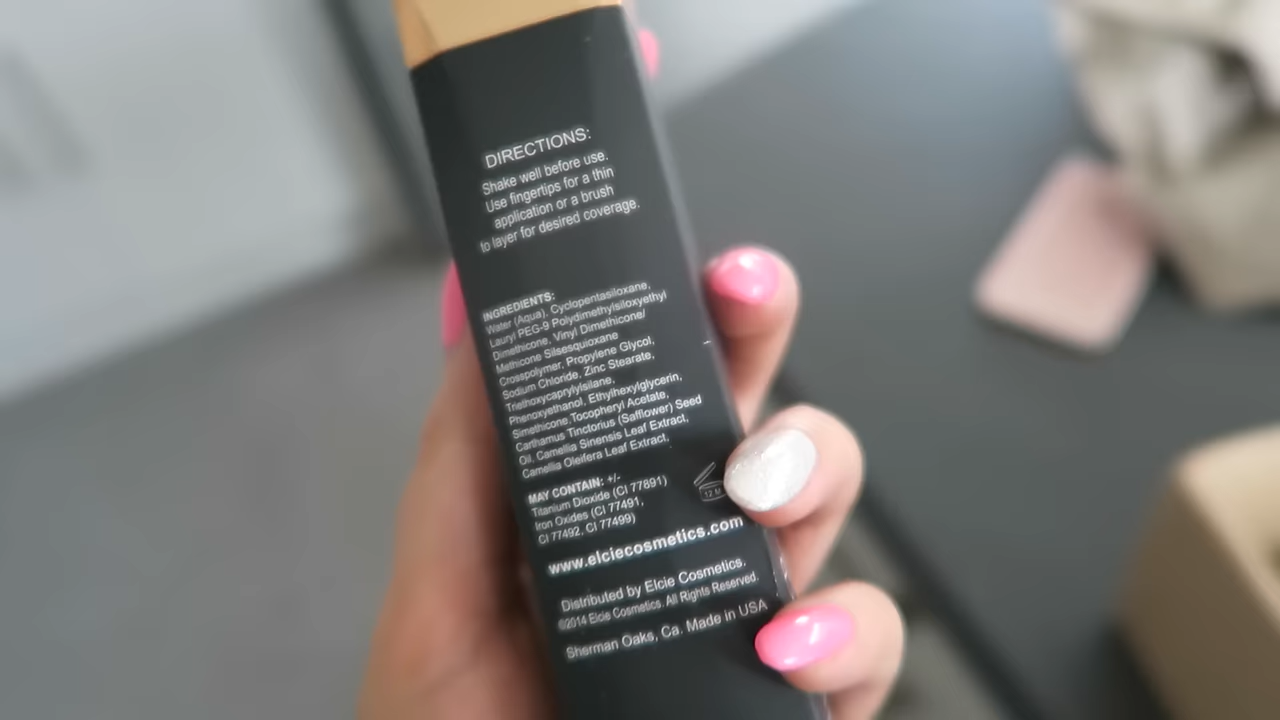 DIRECTIONS:
Shake well before use.
Use fingertips for a thin
application or a brush
to layer for desired coverage.
INGREDIENTS:
Water (Aqua), Cyclopentasiloxane,
Lauryl PEG-9 Polydimethylsiloxyethyl
Dimethicone, Vinyl Dimethicone/
Methicone Silsesquioxane
Crosspolymer, Propylene Glycol,
Sodium Chloride, Zinc Stearate,
Triethoxycaprylylsilane,
Phenoxyethanol, Ethylhexylglycerin,
Simethicone,Tocopheryl Acetate,
Carthamus Tinctorius (Safflower) Seed
Oil, Camellia Sinensis Leaf Extract,
Camellia Oleifera Leaf Extract,
MAY CONTAIN: +/-
Titanium Dioxide (CI 77891)
Iron Oxides (CI 77491,
CI 77492, CI 77499)
12 M
www.elciecosmetics.com
Distributed by Elcie Cosmetics.
©2014 Elcie Cosmetics. All Rights Reserved.
Sherman Oaks, Ca. Made in USA